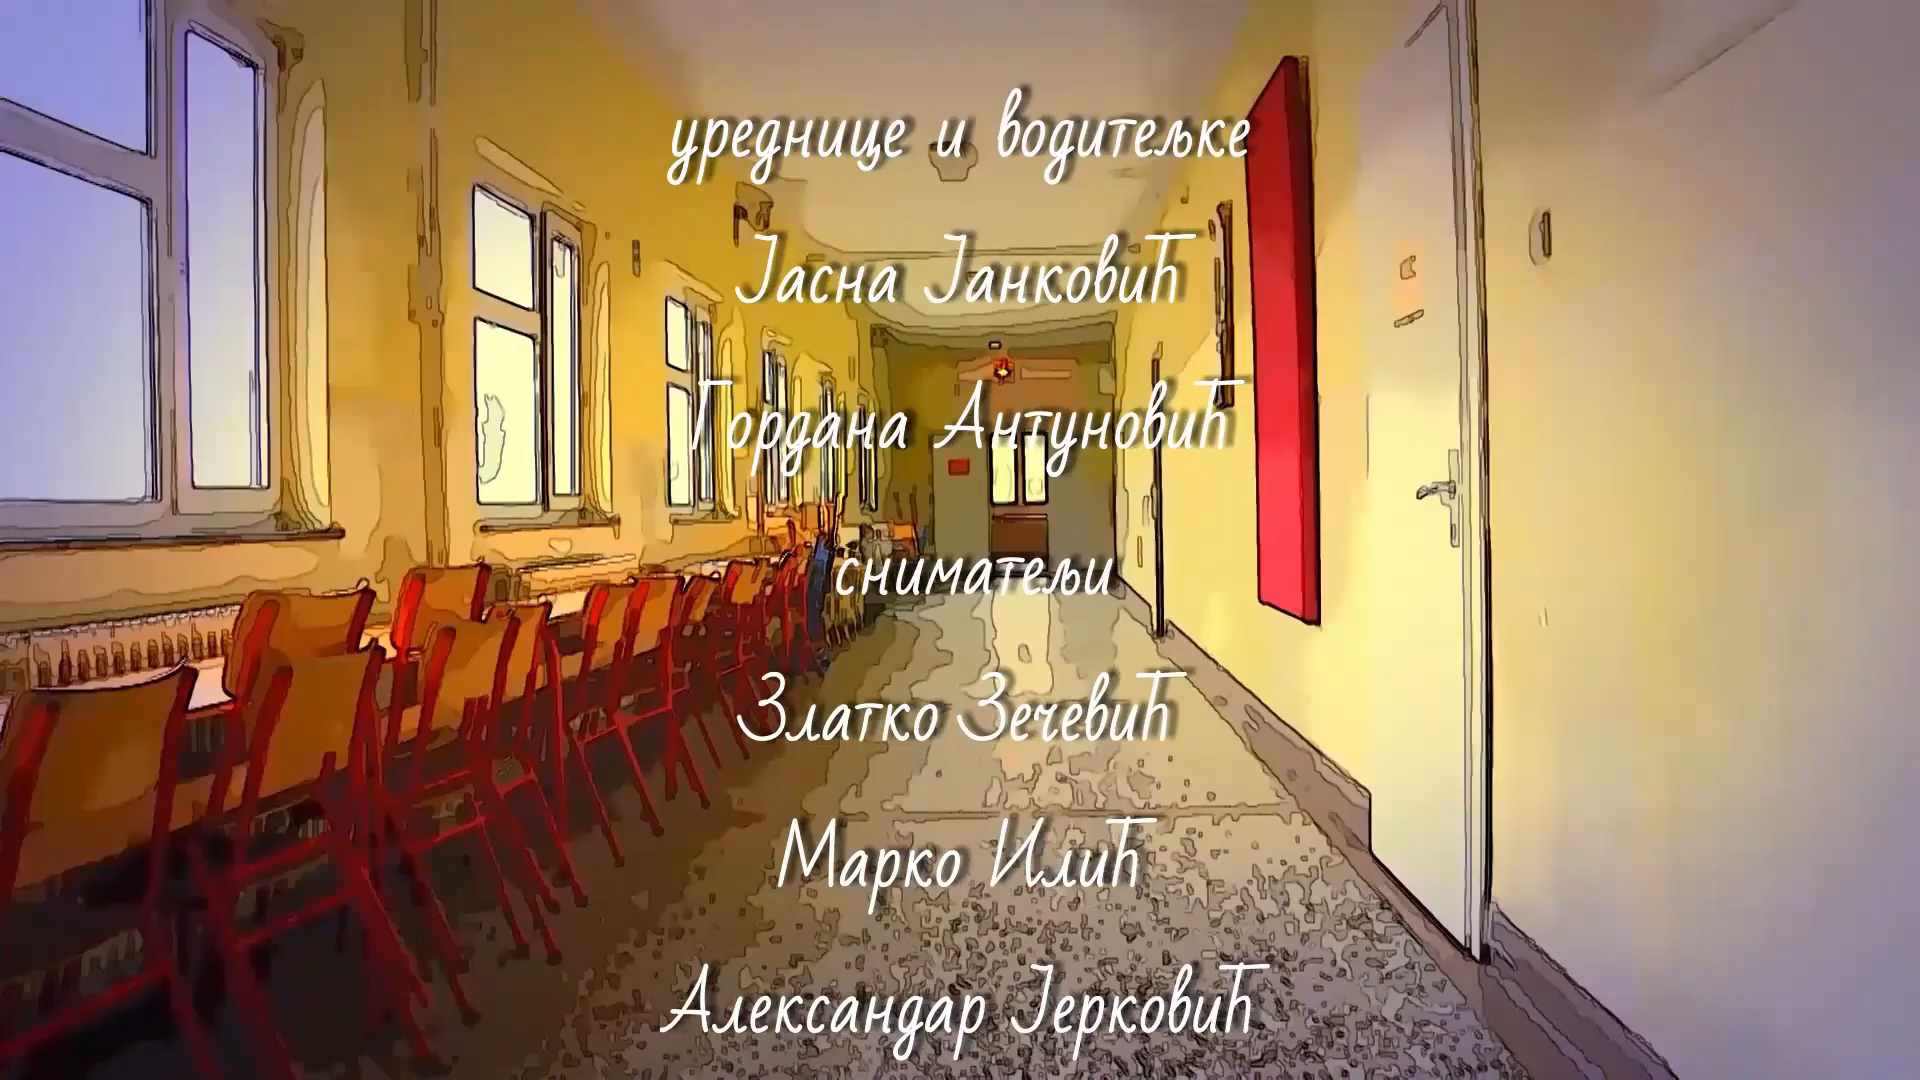 уреднице и водитељке
Јасна Јанковић
Гордана Антуновић
сниматељи
Златко Зечевић
Марко Илић
Александар Јерковић